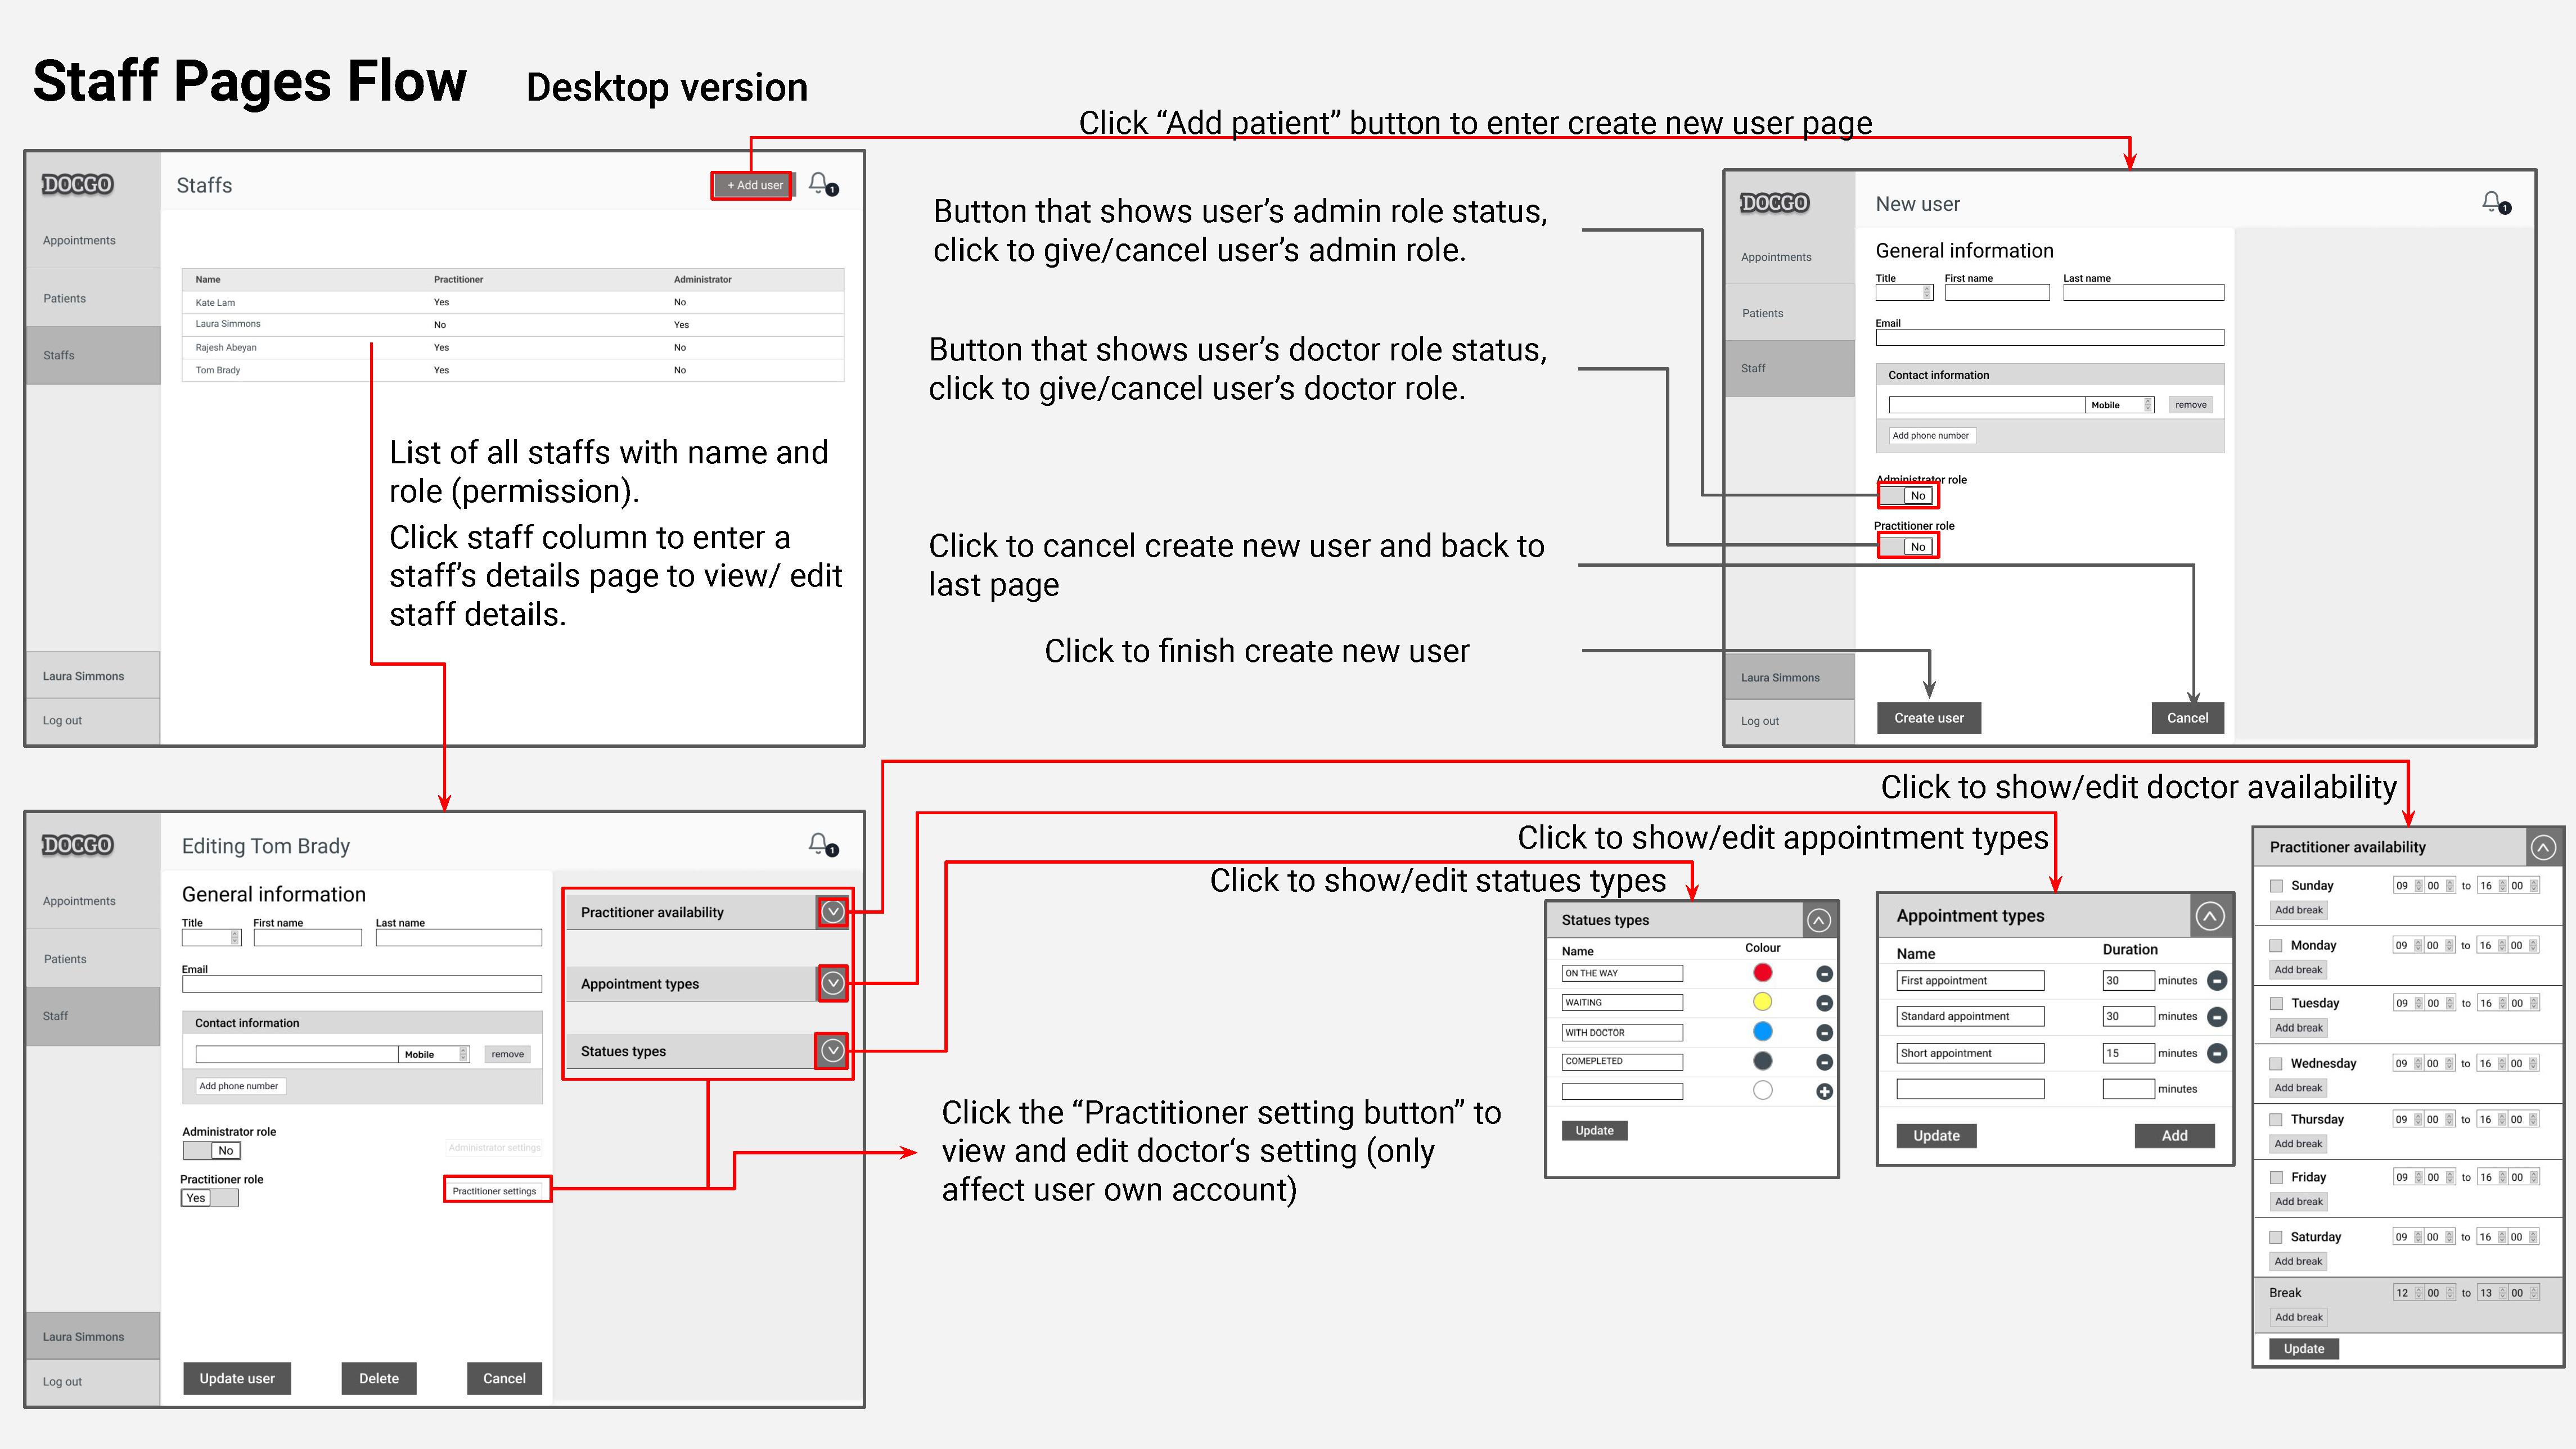 Staff Pages Flow Desktop version
Click “Add patient” button to enter create new user page
DOCGO
Staffs
+ Add user
1
Appointments
Patients
Staffs
Name Practitioner Administrator
Kate Lam Yes No
Laura Simmons No Yes
Rajesh Abeyan Yes No
Tom Brady Yes No
List of all staffs with name and
role (permission).
Click staff column to enter a
staff’s details page to view/ edit
staff details.
Laura Simmons
Log out
Button that shows user’s admin role status,
click to give/cancel user’s admin role.
Button that shows user’s doctor role status,
click to give/cancel user’s doctor role.
Click to cancel create new user and back to
last page
Click to finish create new user
DOCGO
New user
1
Appointments
Patients
Staff
General information
Title First name Last name
Email
Contact information
Mobile remove
Add phone number
Administrator role
No
Practitioner role
No
Laura Simmons
Log out
Create user Cancel
DOCGO
Editing Tom Brady
1
Appointments
Patients
Staff
General information
Title First name Last name
Email
Contact information
Mobile remove
Add phone number
Administrator role
No
Administrator settings
Practitioner role
Yes
Practitioner settings
Laura Simmons
Log out
Update user Delete Cancel
Practitioner availability
Appointment types
Statues types
Click the “Practitioner setting button” to
view and edit doctor‘s setting (only
affect user own account)
Click to show/edit doctor availability
Click to show/edit appointment types
Click to show/edit statues types
Statues types
Name Colour
ON THE WAY
WAITING
WITH DOCTOR
COMEPLETED
Update
Appointment types
Name Duration
First appointment 30 minutes
Standard appointment 30 minutes
Short appointment 15 minutes
minutes
Update Add
Practitioner availability
Sunday 09 00 to 16 00
Add break
Monday 09 00 to 16 00
Add break
Tuesday 09 00 to 16 00
Add break
Wednesday 09 00 to 16 00
Add break
Thursday 09 00 to 16 00
Add break
Friday 09 00 to 16 00
Add break
Saturday 09 00 to 16 00
Add break
Break 12 00 to 13 00
Add break
Update